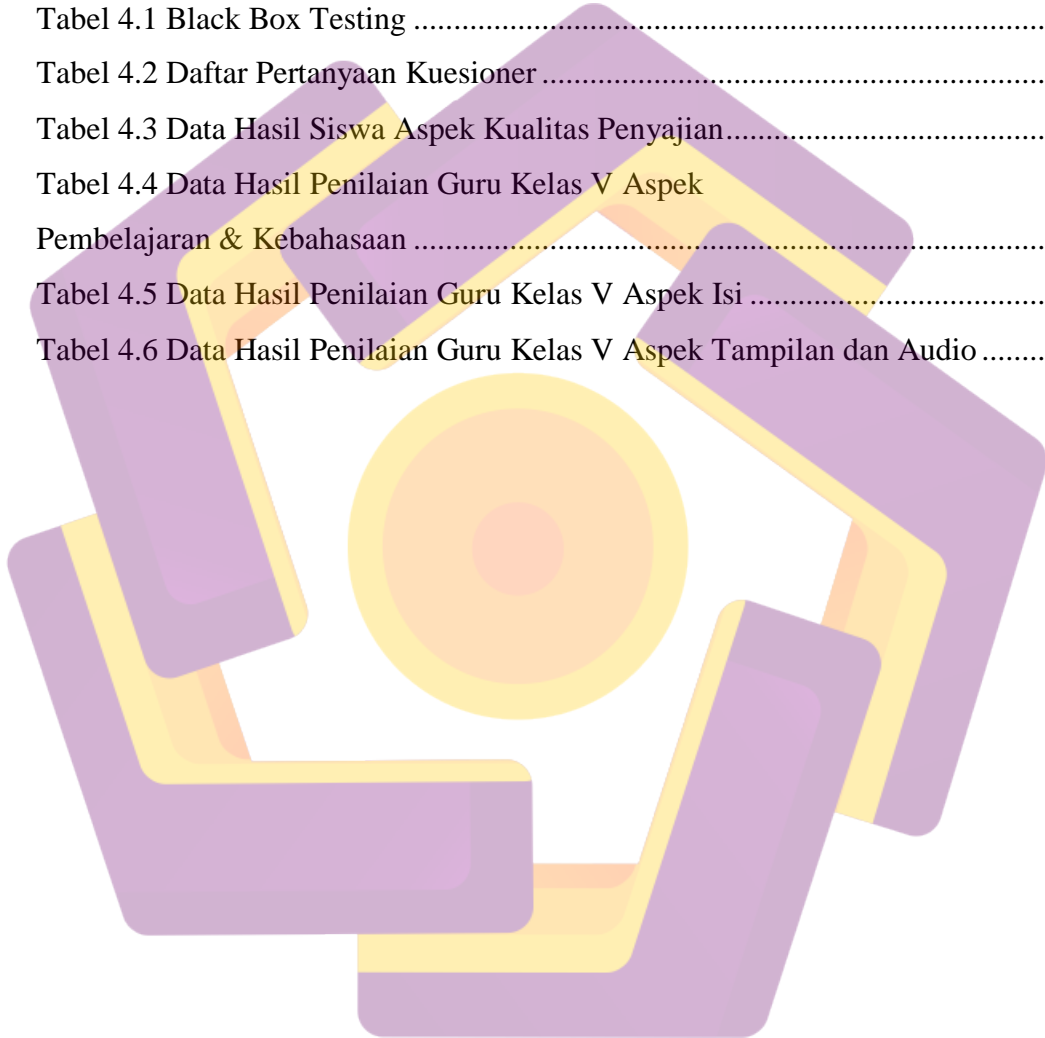 Tabel 4.1 Black Box Testing ................................................................................
Tabel 4.2 Daftar Pertanyaan Kuesioner ...............................................................
Tabel 4.3 Data Hasil Siswa Aspek Kualitas Penyajian........................................
Tabel 4.4 Data Hasil Penilaian Guru Kelas V Aspek
Pembelajaran & Kebahasaan ................................................................................
Tabel 4.5 Data Hasil Penilaian Guru Kelas V Aspek Isi .....................................
Tabel 4.6 Data Hasil Penilaian Guru Kelas V Aspek Tampilan dan Audio ........